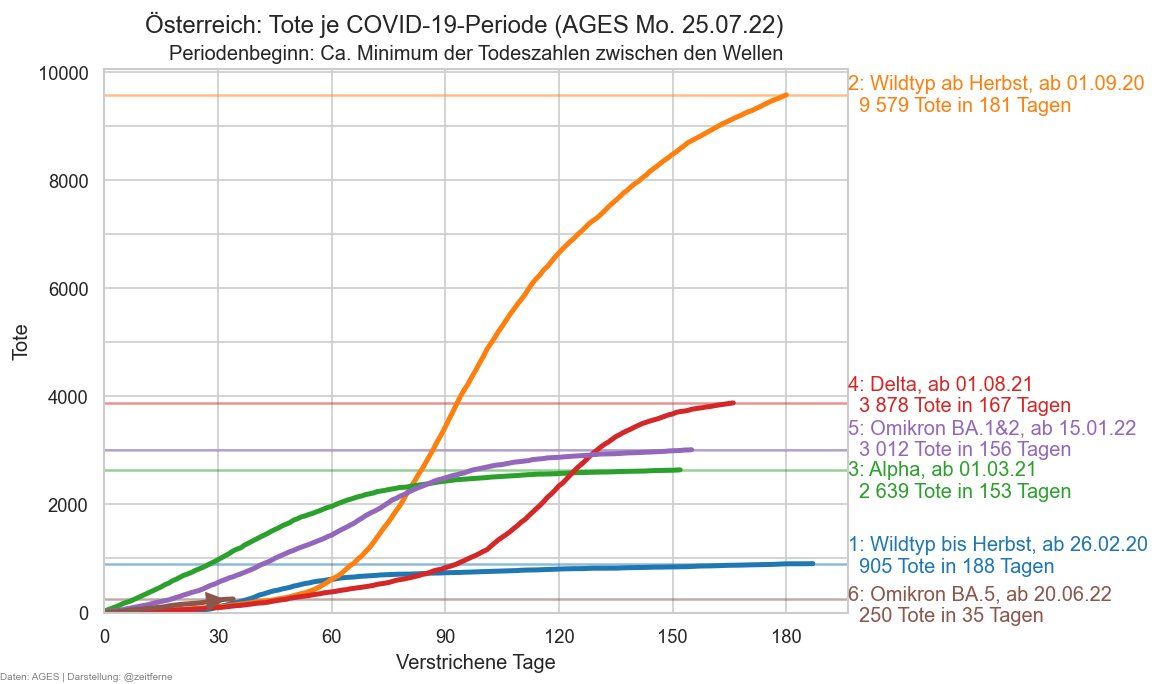 Österreich: Tote je COVID-19-Periode (AGES Mo. 25.07.22)
Periodenbeginn: Ca. Minimum der Todeszahlen zwischen den Wellen
10000
8000
6000
4000
2000
0
Tote
0 30 60 90 120 150 180
Verstrichene Tage
2: Wildtyp ab Herbst, ab 01.09.20
9 579 Tote in 181 Tagen
4: Delta, ab 01.08.21
3 878 Tote in 167 Tagen
5: Omikron BA.1&2, ab 15.01.22
3 012 Tote in 156 Tagen
3: Alpha, ab 01.03.21
2 639 Tote in 153 Tagen
1: Wildtyp bis Herbst, ab 26.02.20
905 Tote in 188 Tagen
6: Omikron BA.5, ab 20.06.22
250 Tote in 35 Tagen
Daten: AGES | Darstellung: @zeitferne